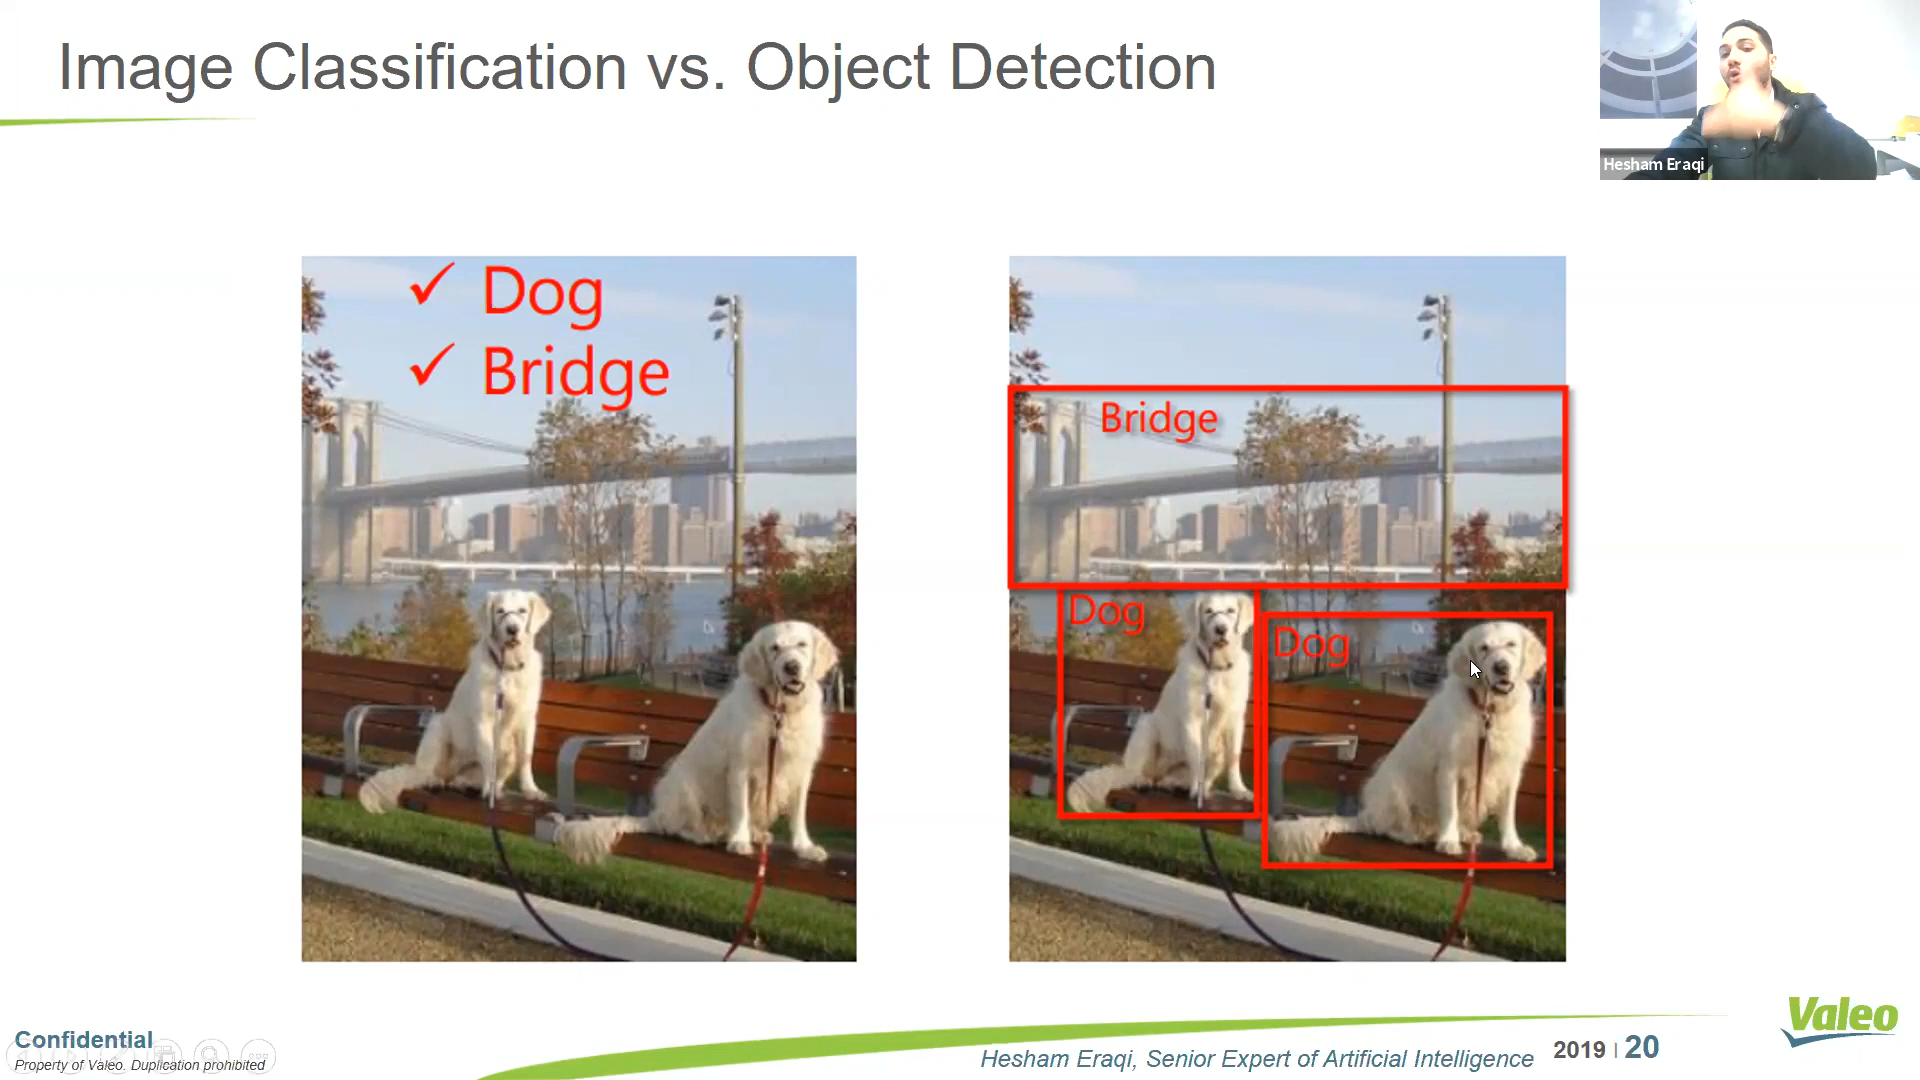 Image Classification vs. Object Detection
Hesham Eraqi
✓ Dog
✓ Bridge
Bridge
Dog
Dog
Confidential
Property of Valeo. Duplication prohibited
Hesham Eraqi, Senior Expert of Artificial Intelligence
2019 | 20
Valeo